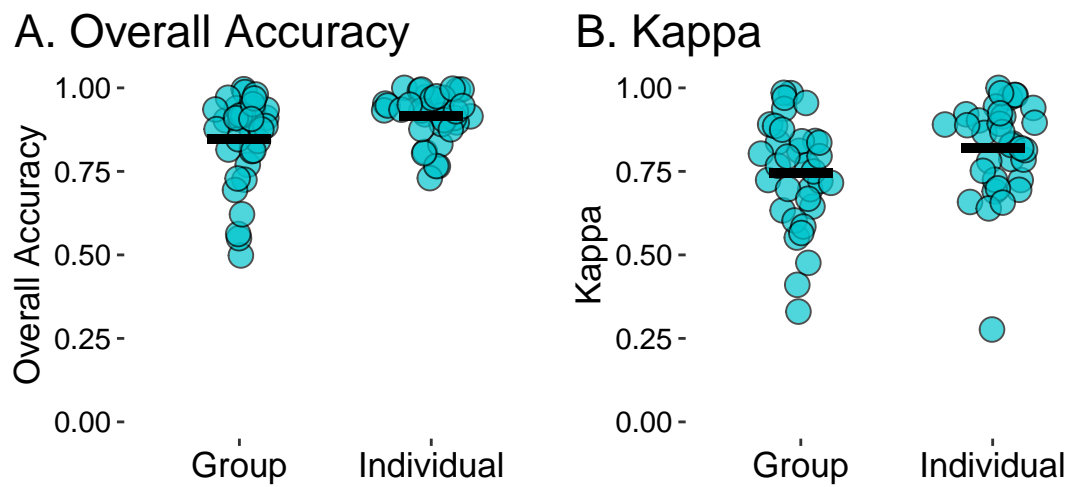 A. Overall Accuracy
Overall Accuracy
1.00
0.75
0.50
0.25
0.00
Group Individual
B. Kappa
Kappa
1.00
0.75
0.50
0.25
0.00
Group Individual